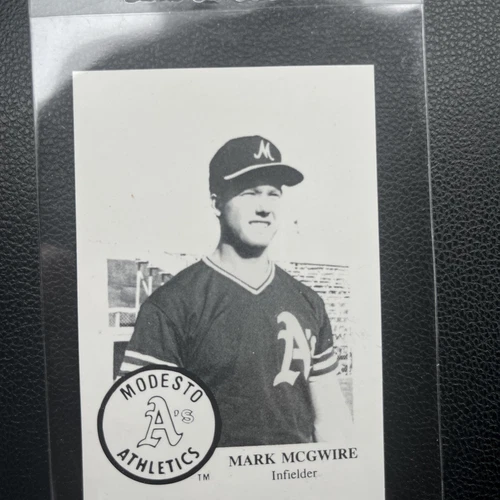 M
A's
MODESTO
A's
ATHLETICS
TM
MARK MCGWIRE
Infielder